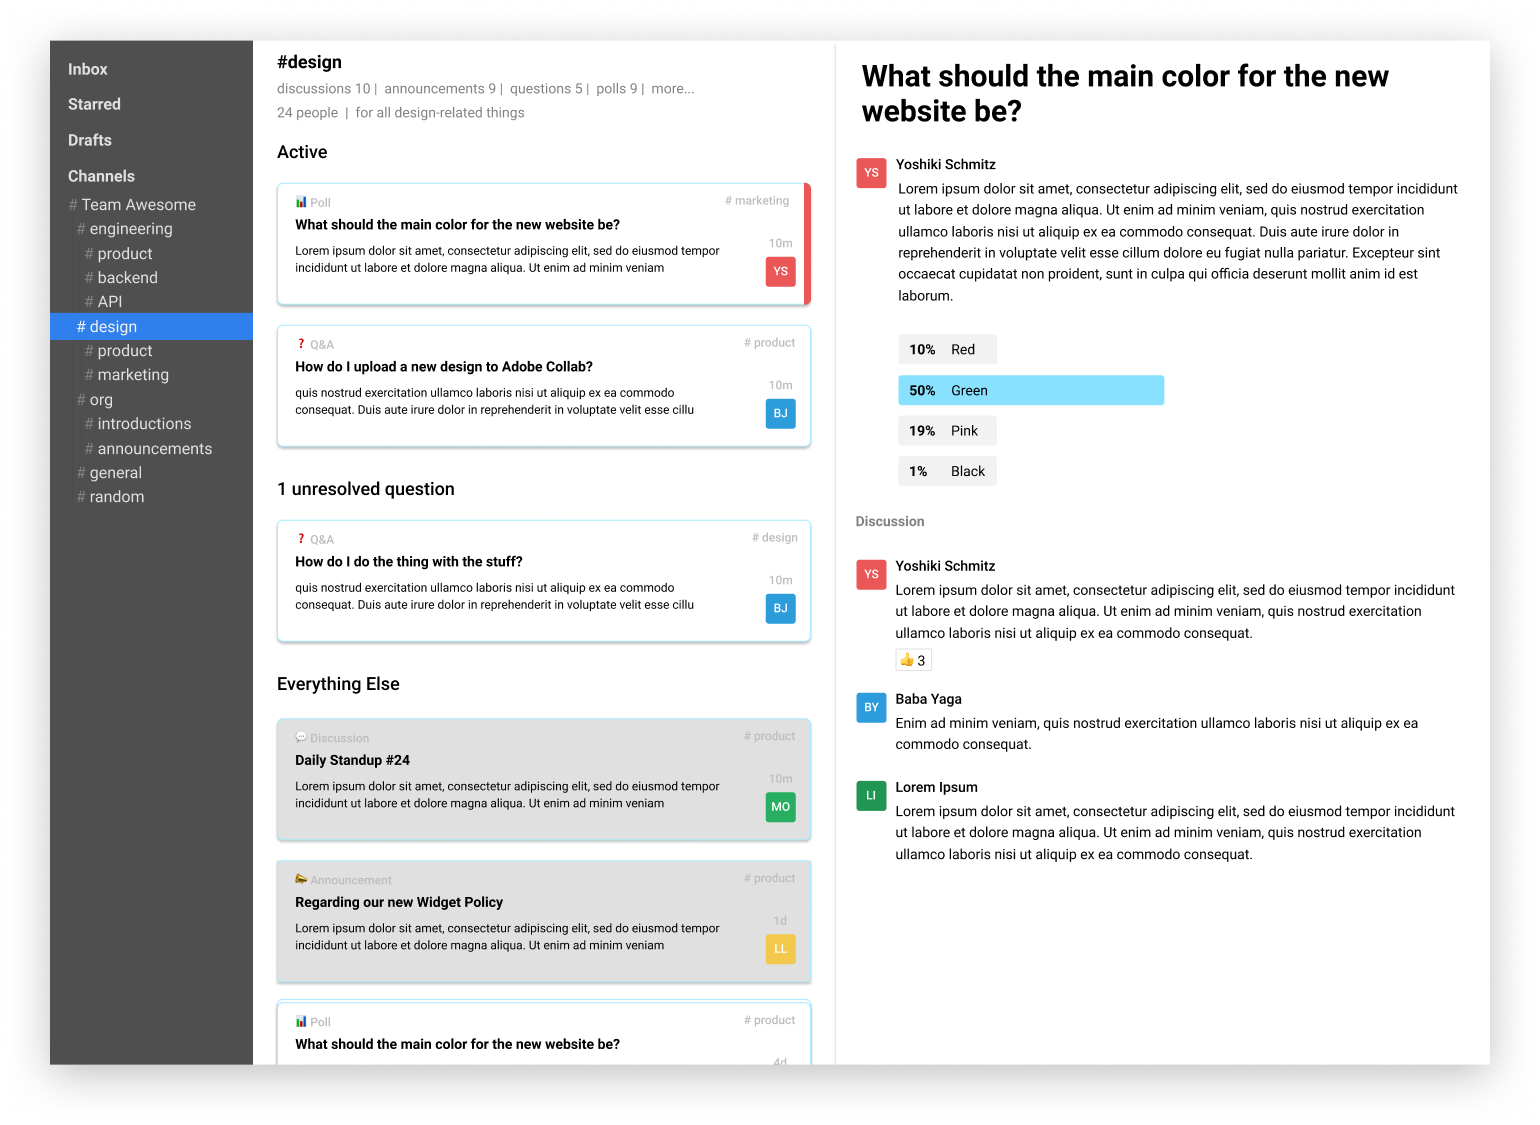 Inbox
Starred
Drafts
Channels
# Team Awesome
# engineering
# product
# backend
# API
# design
# product
# marketing
# org
# introductions
# announcements
# general
# random
#design
discussions 10 | announcements 9 | questions 5 | polls 9 | more...
24 people | for all design-related things
Active
Poll
# marketing
What should the main color for the new website be?
10m
Lorem ipsum dolor sit amet, consectetur adipiscing elit, sed do eiusmod tempor
incididunt ut labore et dolore magna aliqua. Ut enim ad minim veniam
YS
Q&A
# product
How do I upload a new design to Adobe Collab?
10m
quis nostrud exercitation ullamco laboris nisi ut aliquip ex ea commodo
consequat. Duis aute irure dolor in reprehenderit in voluptate velit esse cillu
BJ
1 unresolved question
Q&A
# design
How do I do the thing with the stuff?
10m
quis nostrud exercitation ullamco laboris nisi ut aliquip ex ea commodo
consequat. Duis aute irure dolor in reprehenderit in voluptate velit esse cillu
BJ
Everything Else
Discussion
# product
Daily Standup #24
10m
Lorem ipsum dolor sit amet, consectetur adipiscing elit, sed do eiusmod tempor
incididunt ut labore et dolore magna aliqua. Ut enim ad minim veniam
MO
Announcement
# product
Regarding our new Widget Policy
1d
Lorem ipsum dolor sit amet, consectetur adipiscing elit, sed do eiusmod tempor
incididunt ut labore et dolore magna aliqua. Ut enim ad minim veniam
LL
Poll
# product
What should the main color for the new website be?
4d
What should the main color for the new
website be?
YS
Yoshiki Schmitz
Lorem ipsum dolor sit amet, consectetur adipiscing elit, sed do eiusmod tempor incididunt
ut labore et dolore magna aliqua. Ut enim ad minim veniam, quis nostrud exercitation
ullamco laboris nisi ut aliquip ex ea commodo consequat. Duis aute irure dolor in
reprehenderit in voluptate velit esse cillum dolore eu fugiat nulla pariatur. Excepteur sint
occaecat cupidatat non proident, sunt in culpa qui officia deserunt mollit anim id est
laborum.
10% Red
50% Green
19% Pink
1% Black
Discussion
YS
Yoshiki Schmitz
Lorem ipsum dolor sit amet, consectetur adipiscing elit, sed do eiusmod tempor incididunt
ut labore et dolore magna aliqua. Ut enim ad minim veniam, quis nostrud exercitation
ullamco laboris nisi ut aliquip ex ea commodo consequat.
👍 3
BY
Baba Yaga
Enim ad minim veniam, quis nostrud exercitation ullamco laboris nisi ut aliquip ex ea
commodo consequat.
LI
Lorem Ipsum
Lorem ipsum dolor sit amet, consectetur adipiscing elit, sed do eiusmod tempor incididunt
ut labore et dolore magna aliqua. Ut enim ad minim veniam, quis nostrud exercitation
ullamco laboris nisi ut aliquip ex ea commodo consequat.